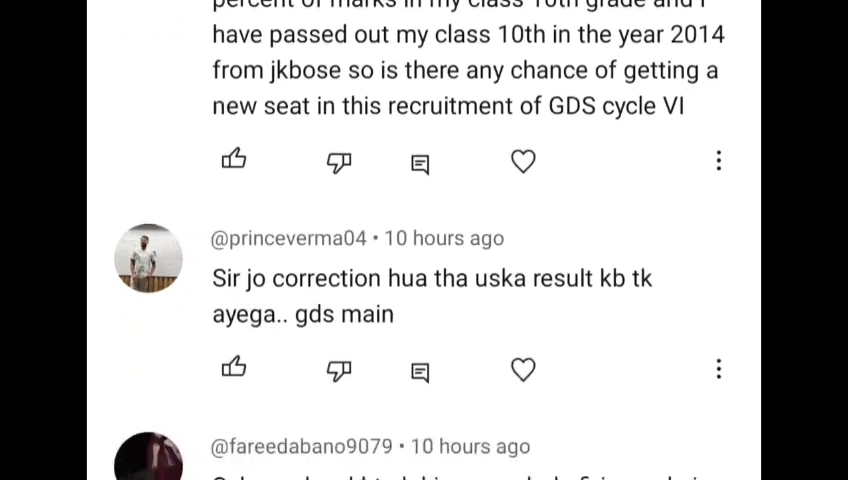 have passed out my class 10th in the year 2014
from jkbose so is there any chance of getting a
new seat in this recruitment of GDS cycle VI
@princeverma04 • 10 hours ago
Sir jo correction hua tha uska result kb tk
ayega.. gds main
@fareedabano9079 • 10 hours ago